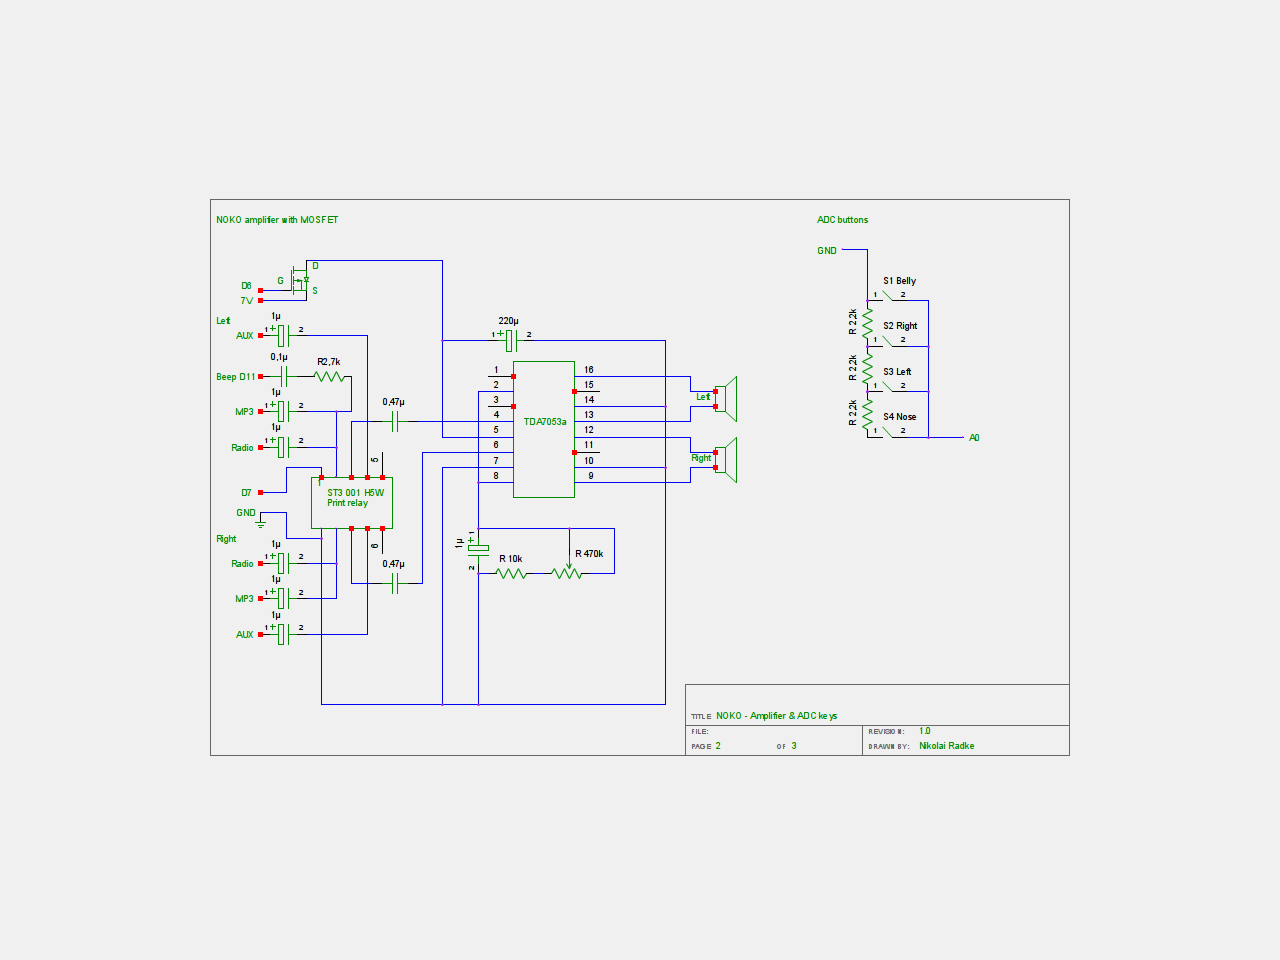 NOKO amplifier with MOSFET
ADC buttons
GND
D
G
D6
S
7V
1µ
Left
1 + 2
AUX
0,1µ
R2,7k
Beep D11
1µ
1 + 2
MP3
1µ
1 + 2
Radio
0,47µ
5
D7
1
ST3 001 H5W
Print relay
GND
Right
1µ
1 + 2
Radio
6
1µ
1 + 2
MP3
0,47µ
1µ
1 + 2
AUX
220µ
1 + 2
1 16
2 15
3 14
4 TDA7053a 13
5 12
6 11
7 10
8 9
Left
Right
1µ
1 + 2
R 10k
R 470k
S1 Belly
1 2
R 2,2k
S2 Right
1 2
R 2,2k
S3 Left
1 2
R 2,2k
S4 Nose
1 2
A0
TITLE NOKO - Amplifier & ADC keys
FILE:
REVISION: 1.0
PAGE 2 OF 3
DRAWN BY: Nikolai Radke